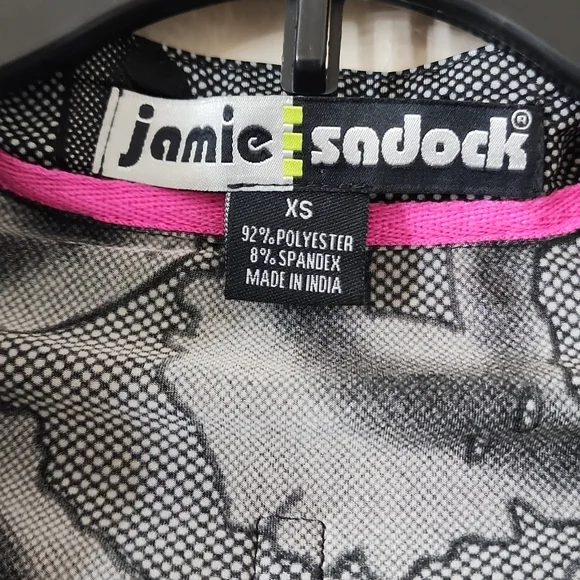 jamie sadock®
XS
92% POLYESTER
8% SPANDEX
MADE IN INDIA